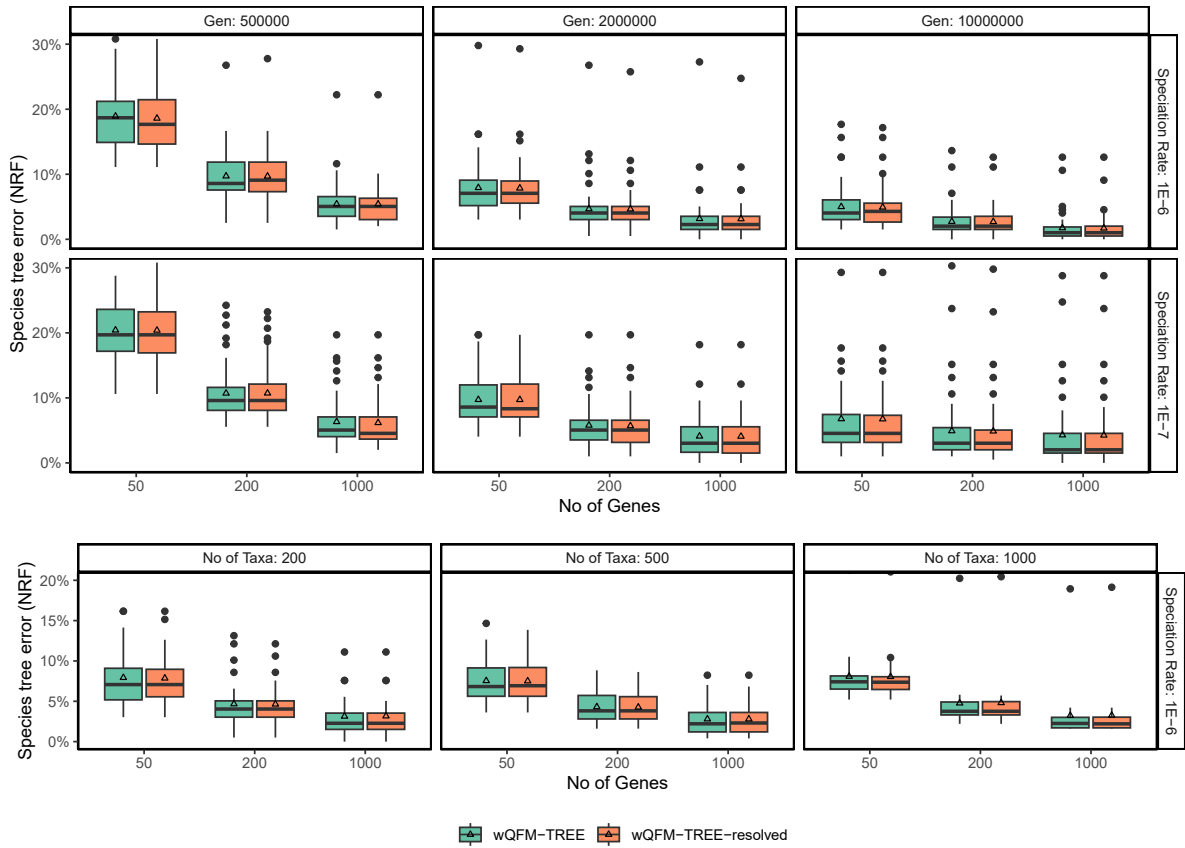 Gen: 500000
Gen: 2000000
Gen: 10000000
Species tree error (NRF)
30%
20%
10%
0%
Speciation Rate: 1E−6
30%
20%
10%
0%
Speciation Rate: 1E−7
50
200
1000
50
200
1000
50
200
1000
No of Genes
No of Taxa: 200
No of Taxa: 500
No of Taxa: 1000
Species tree error (NRF)
20%
15%
10%
5%
0%
Speciation Rate: 1E−6
50
200
1000
50
200
1000
50
200
1000
No of Genes
wQFM−TREE
wQFM−TREE−resolved